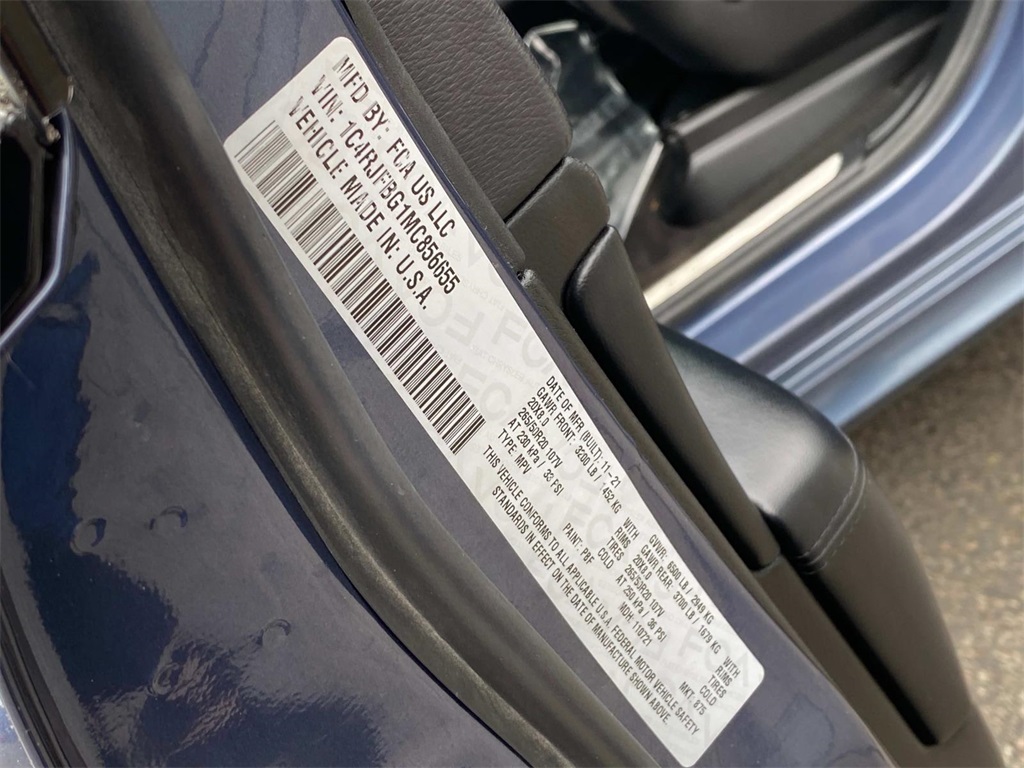 MFD BY: FCA US LLC
VIN: 1C4RJFBG1MC856655
VEHICLE MADE IN: U.S.A.
DATE OF MFR (BUILT): 11-21 GVWR: 6500 LB / 2949 KG
GAWR FRONT: 3200 LB / 1452 KG WITH GAWR REAR: 3700 LB / 1679 KG WITH
20X8.0 RIMS 20X8.0 RIMS
265/50R20 107V TIRES 265/50R20 107V TIRES
AT 230 kPa / 33 PSI COLD AT 250 kPa / 36 PSI COLD
TYPE: MPV PAINT: PBF MDH: 110721 MKT: 875
THIS VEHICLE CONFORMS TO ALL APPLICABLE U.S.A. FEDERAL MOTOR VEHICLE SAFETY
STANDARDS IN EFFECT ON THE DATE OF MANUFACTURE SHOWN ABOVE.